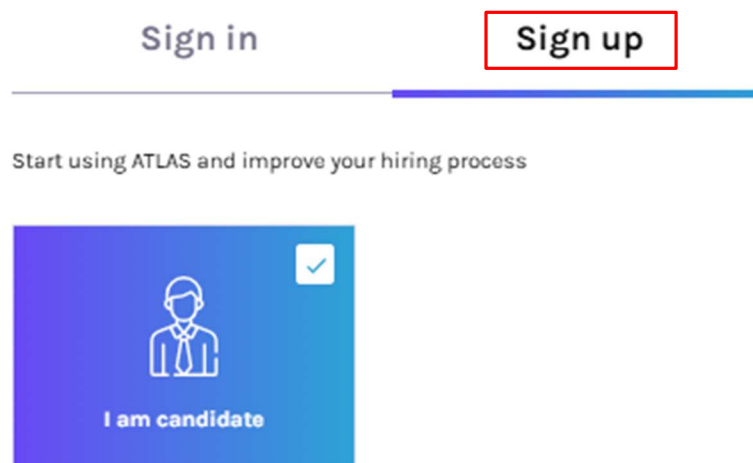 Sign in
Sign up
Start using ATLAS and improve your hiring process
I am candidate